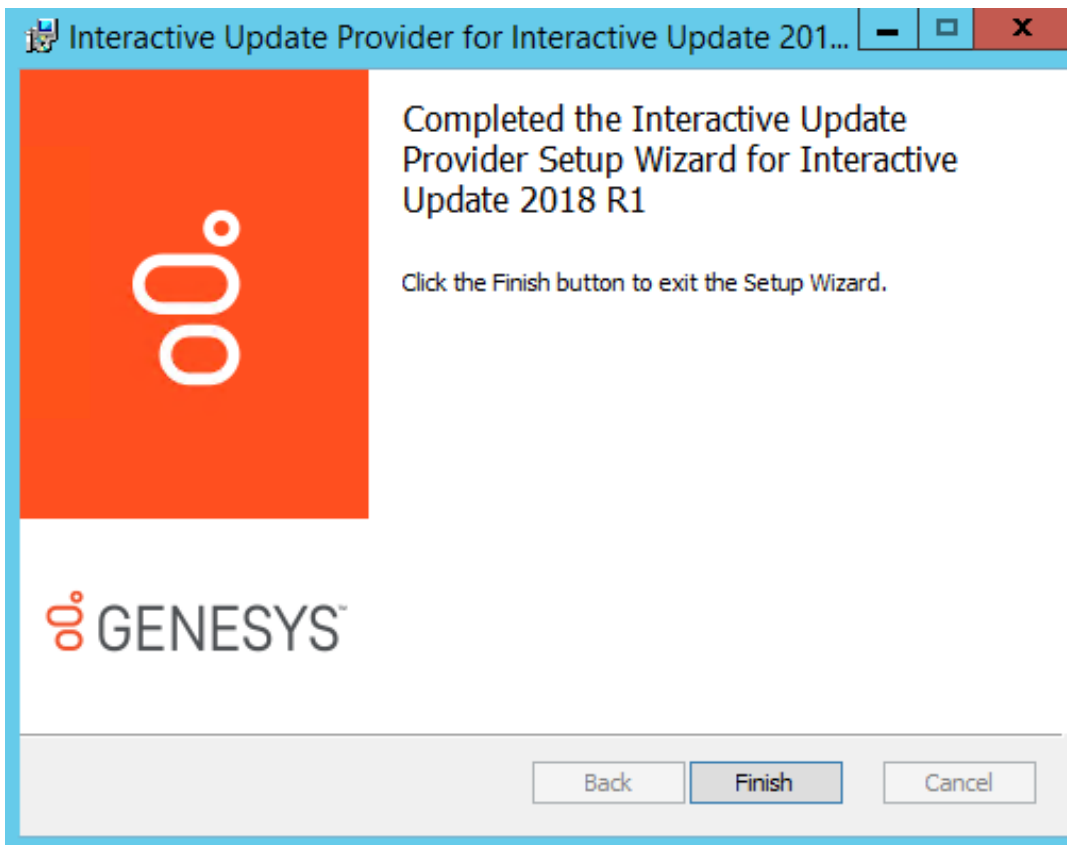 Interactive Update Provider for Interactive Update 201...
Completed the Interactive Update
Provider Setup Wizard for Interactive
Update 2018 R1
Click the Finish button to exit the Setup Wizard.
GENESYS™
Back
Finish
Cancel